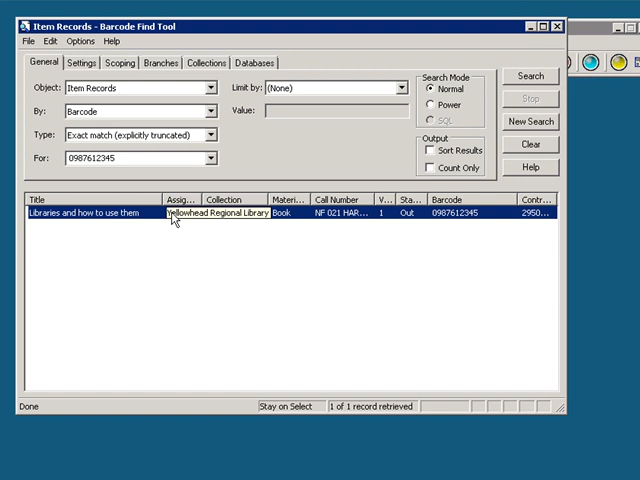 Item Records - Barcode Find Tool
File Edit Options Help
General Settings Scoping Branches Collections Databases
Object: Item Records
Limit by: (None)
By: Barcode
Value:
Type: Exact match (explicitly truncated)
For: 0987612345
Search Mode
Normal
Power
SQL
Output
Sort Results
Count Only
Search
Stop
New Search
Clear
Help
Title Assig... Collection Materi... Call Number V... Sta... Barcode Contr...
Libraries and how to use them Yellowhead Regional Library Book NF 021 HAR... 1 Out 0987612345 2950...
Done Stay on Select 1 of 1 record retrieved